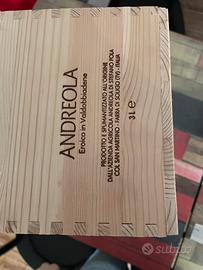 ANDREOLA
Eroico in Valdobbiadene
PRODOTTO E SPUMANTIZZATO ALL'ORIGINE
DALL'AZIENDA AGRICOLA ANDREOLA DI STEFANO POLA
COL SAN MARTINO - FARRA DI SOLIGO (TV) - ITALIA
3 L e
subito